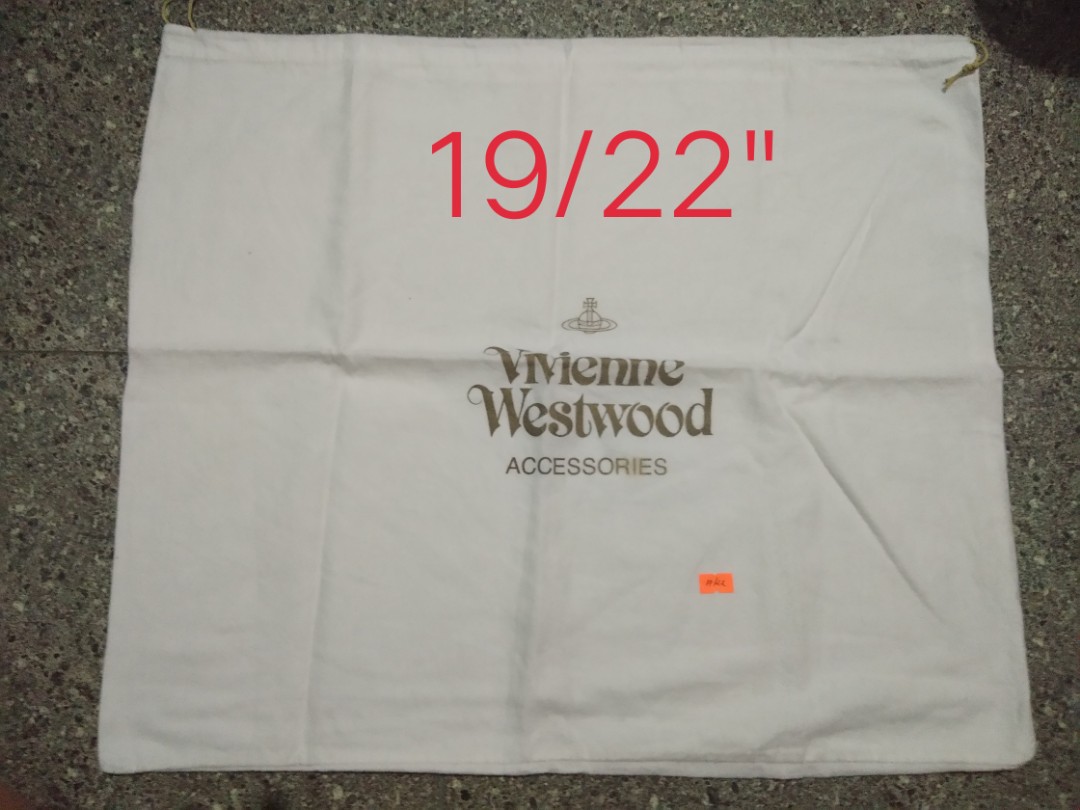 19/22"
Vivienne
Westwood
ACCESSORIES